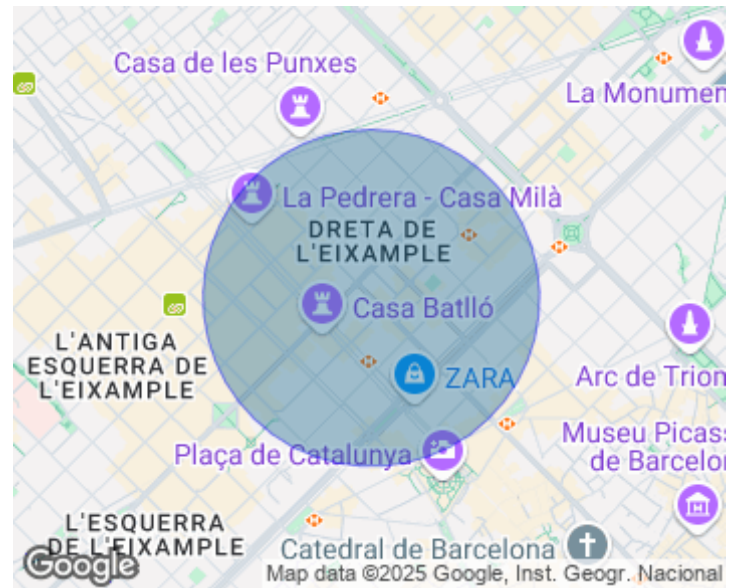 Casa de les Punxes
La Monumen
La Pedrera - Casa Milà
DRETA DE
L'EIXAMPLE
Casa Batlló
L'ANTIGA
ESQUERRA DE
L'EIXAMPLE
ZARA
Arc de Trion
Plaça de Catalunya
Museu Picas
de Barcelo
L'ESQUERRA
DE L'EIXAMPLE
Catedral de Barcelona
Google
Map data ©2025 Google, Inst. Geogr. Nacional